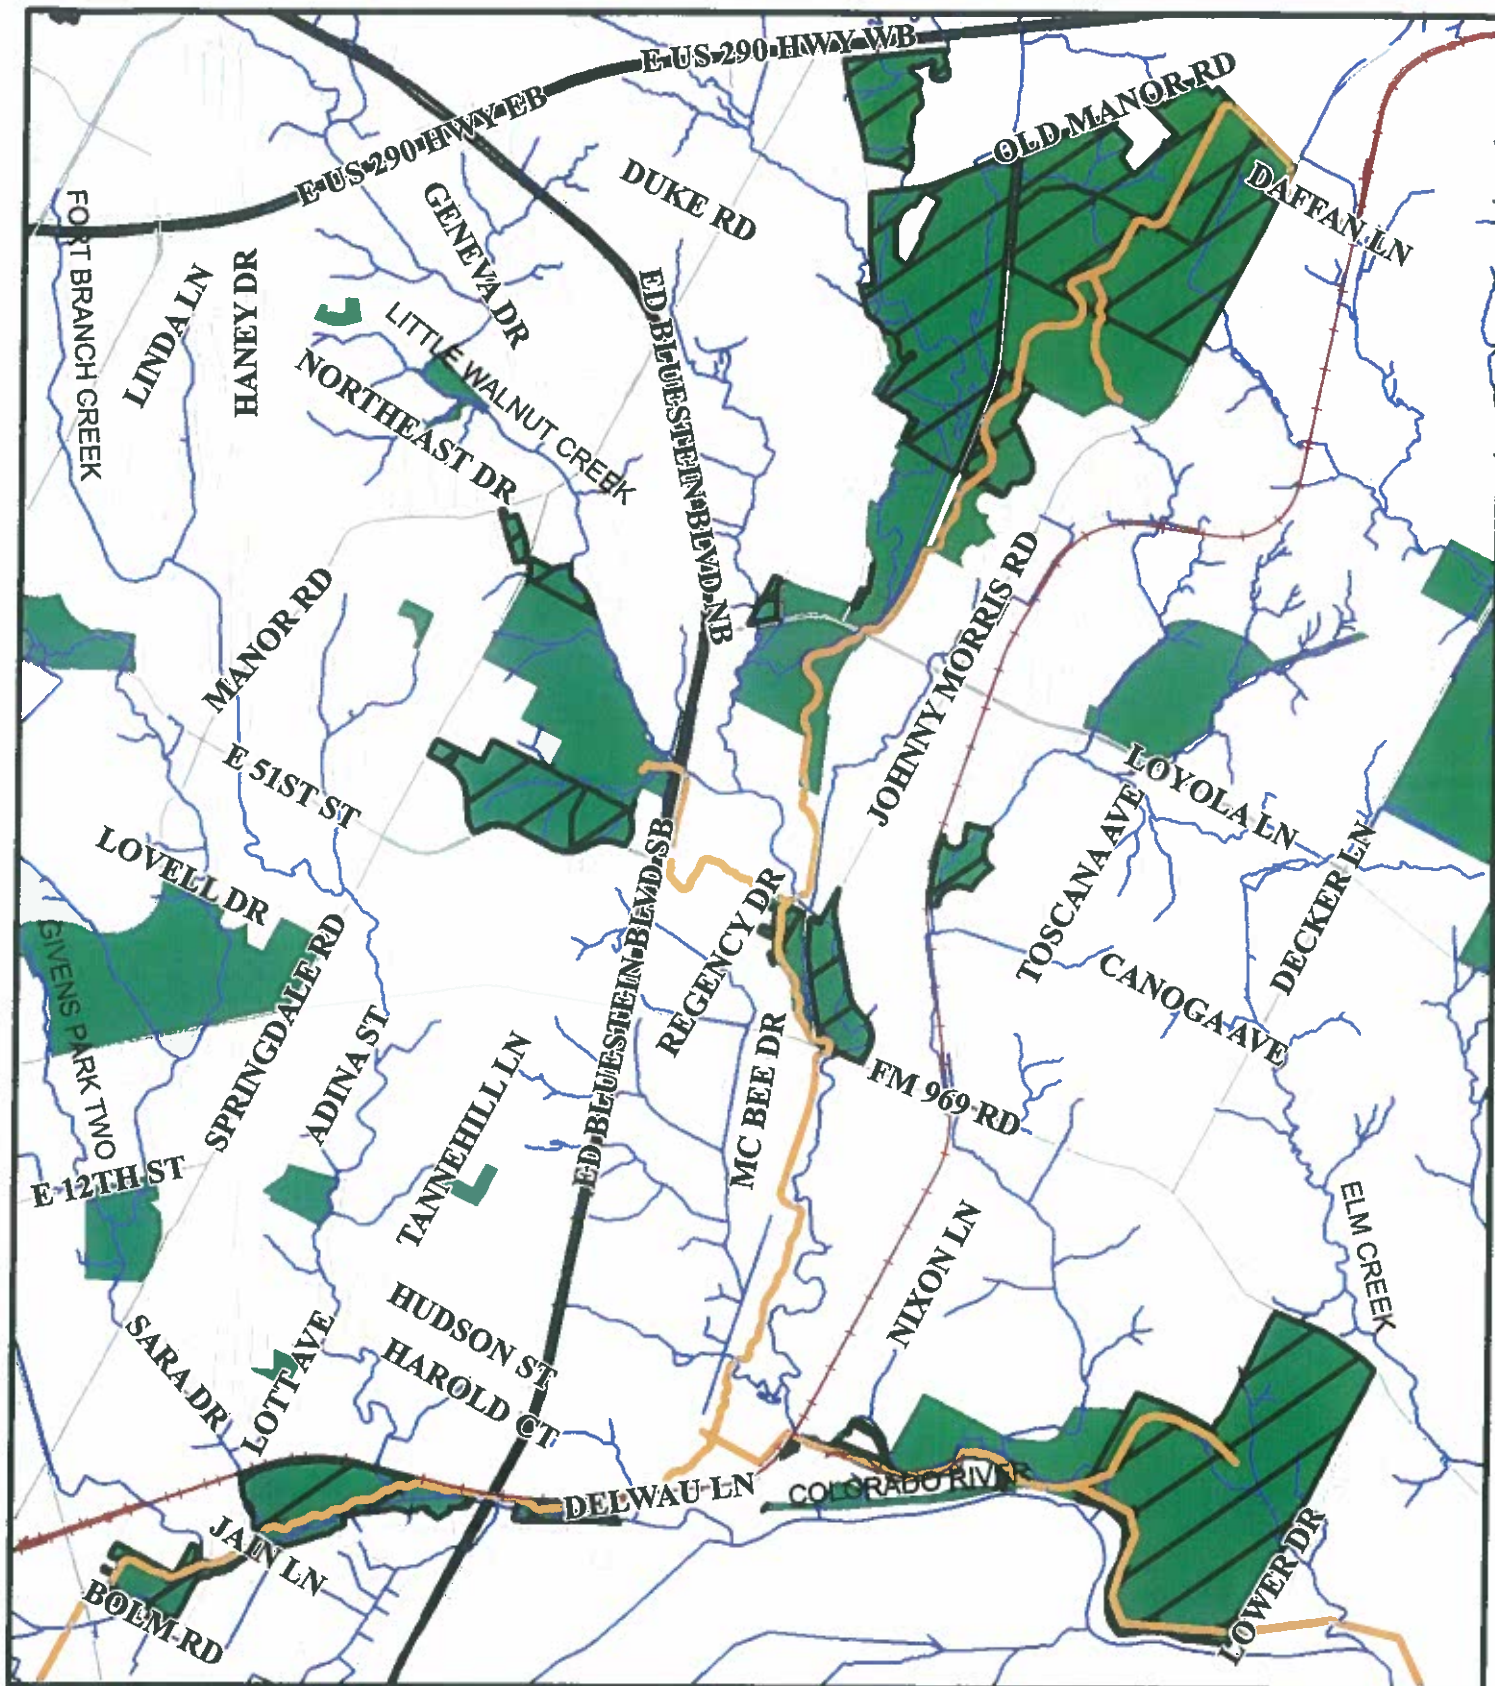 E US 290 HWY WB
E US 290 HWY EB
OLD MANOR RD
DUKE RD
DAFFAN LN
FORT BRANCH CREEK
GENEVA DR
LINDA LN
HANEY DR
ED BLUESTEIN BLVD NB
LITTLE WALNUT CREEK
NORTHEAST DR
MANOR RD
JOHNNY MORRIS RD
E 51ST ST
LOYOLA LN
LOVELL DR
TOSCANA AVE
DECKER LN
ED BLUESTEIN BLVD SB
REGENCY DR
GIVENS PARK TWO
SPRINGDALE RD
CANOGA AVE
ADINA ST
TANNEHILL LN
ED BLUESTEIN BLVD SB
MC BEE DR
FM 969 RD
E 12TH ST
ELM CREEK
NIXON LN
HUDSON ST
SARA DR
LOTT AVE
HAROLD CT
DELWAU LN
COLORADO RIVER
JAIN LN
LOWER DR
BOLM RD